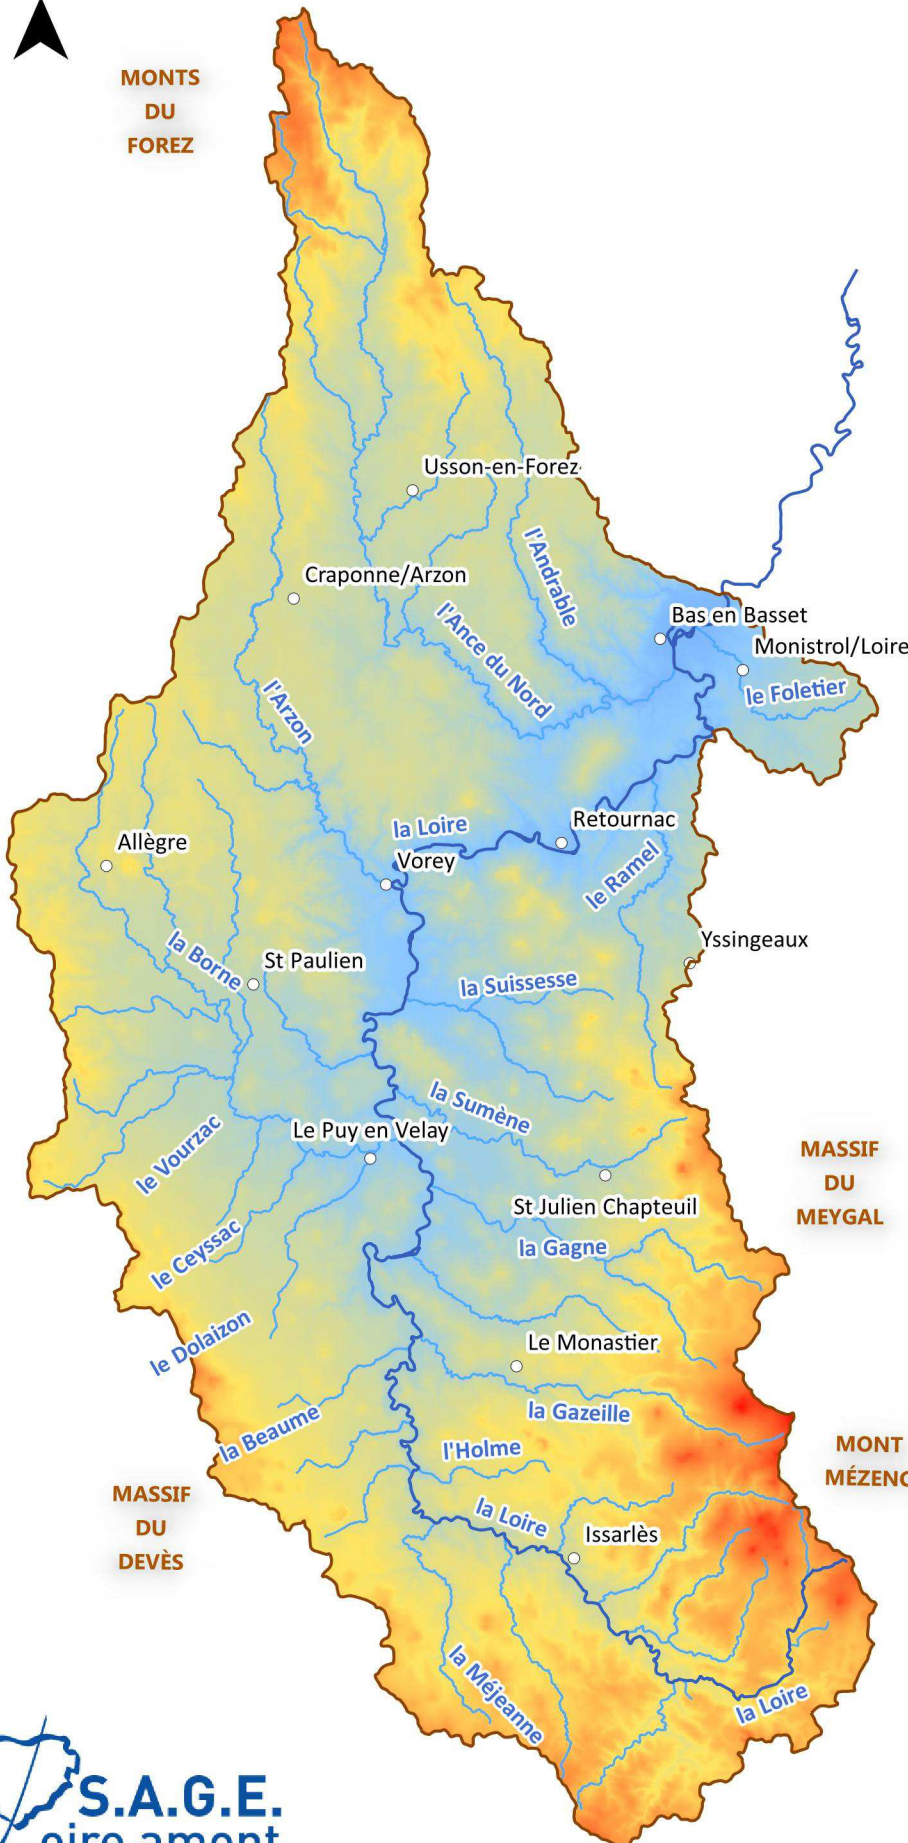 MONTS
DU
FOREZ
Usson-en-Forez
l'Andrable
Craponne/Arzon
Bas en Basset
l'Ance du Nord
Monistrol/Loire
le Foletier
l'Arzon
la Loire
Retournac
Allègre
Vorey
le Ramel
Yssingeaux
la Borne
St Paulien
la Suissesse
la Sumène
Le Puy en Velay
le Vourzac
MASSIF
DU
MEYGAL
St Julien Chapteuil
le Ceyssac
la Gagne
le Dolaizon
Le Monastier
la Gazeille
la Beaume
l'Holme
MONT
MÉZENC
MASSIF
DU
DEVÈS
la Loire
Issarlès
la Méjeanne
la Loire
S.A.G.E.
oire amont